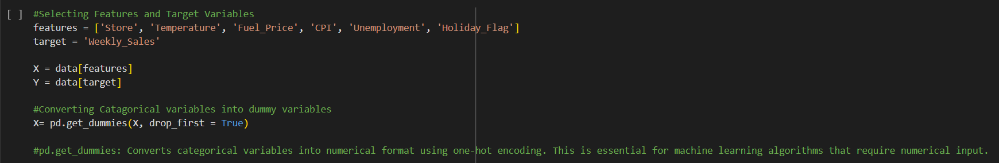 [ ] #Selecting Features and Target Variables
features = ['Store', 'Temperature', 'Fuel_Price', 'CPI', 'Unemployment', 'Holiday_Flag']
target = 'Weekly_Sales'
X = data[features]
Y = data[target]
#Converting Catagorical variables into dummy variables
X= pd.get_dummies(X, drop_first = True)
#pd.get_dummies: Converts categorical variables into numerical format using one-hot encoding. This is essential for machine learning algorithms that require numerical input.